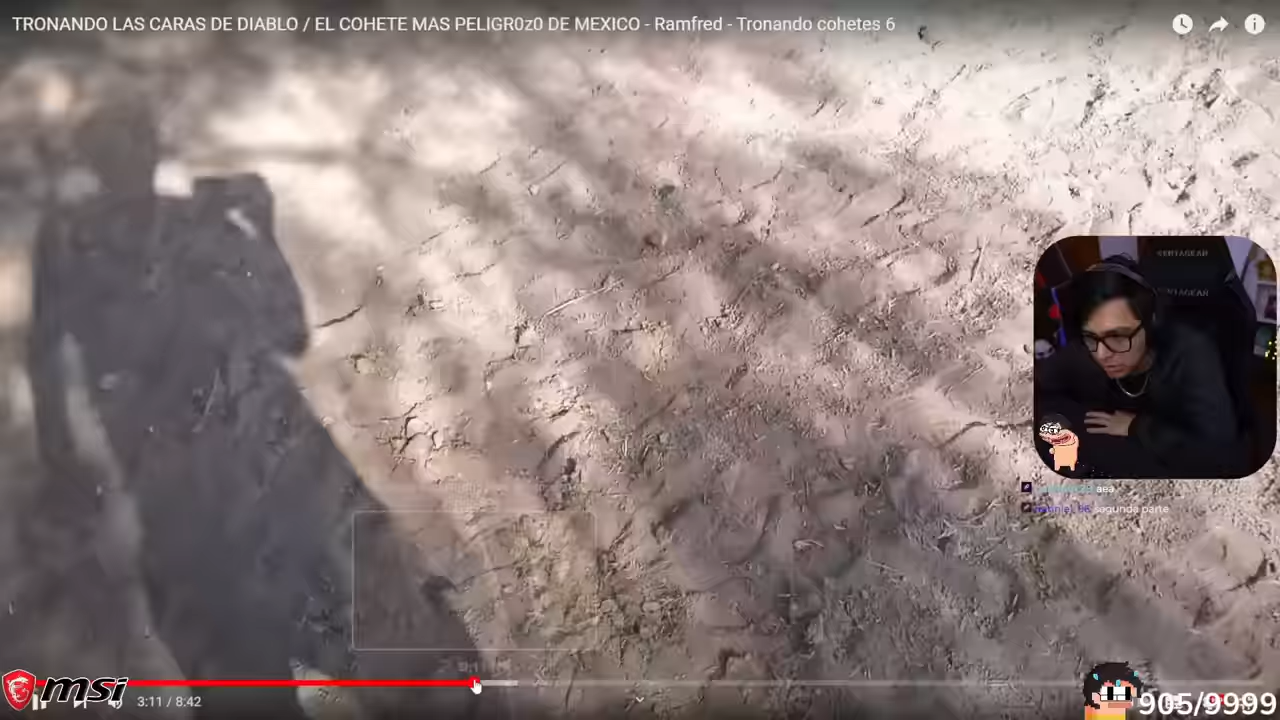 TRONANDO LAS CARAS DE DIABLO / EL COHETE MAS PELIGR0z0 DE MEXICO - Ramfred - Tronando cohetes 6
aea
segunda parte
msi
3:11 / 8:42
905/9999